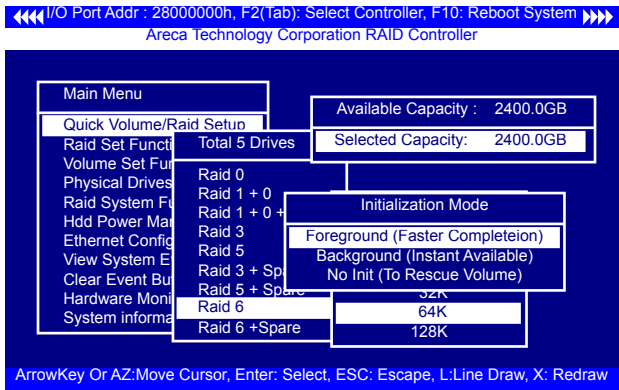 I/O Port Addr : 28000000h, F2(Tab): Select Controller, F10: Reboot System
Areca Technology Corporation RAID Controller
Main Menu
Quick Volume/Raid Setup
Raid Set Functi
Volume Set Fun
Physical Drives
Raid System Fu
Hdd Power Man
Ethernet Config
View System E
Clear Event Bu
Hardware Moni
System informa
Total 5 Drives
Raid 0
Raid 1 + 0
Raid 1 + 0 +
Raid 3
Raid 5
Raid 3 + Spa
Raid 5 + Spare
Raid 6
Raid 6 +Spare
Available Capacity : 2400.0GB
Selected Capacity: 2400.0GB
Initialization Mode
Foreground (Faster Completeion)
Background (Instant Available)
No Init (To Rescue Volume)
32K
64K
128K
ArrowKey Or AZ:Move Cursor, Enter: Select, ESC: Escape, L:Line Draw, X: Redraw